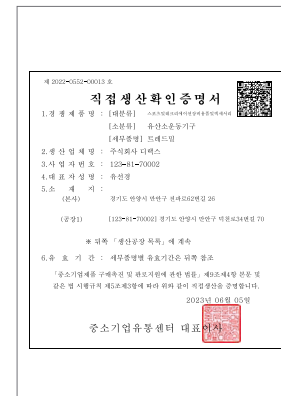 제 2022-0552-00013 호
직접생산확인증명서
1. 경 쟁 제 품 명 : [대분류]
[소분류] 유산소운동기구
[세부품명] 트레드밀
2. 생 산 업 체 명 : 주식회사 디랙스
3. 사 업 자 번 호 : 123-81-70002
4. 대 표 자 성 명 : 유선경
5. 소 재 지 :
(본사) 경기도 안양시 만안구 전파로62번길 26
(공장1) [123-81-70002] 경기도 안양시 만안구 덕천로34번길 70
※ 뒤쪽 「생산공장 목록」에 계속
6. 유 효 기 간 : 세부품명별 유효기간은 뒤쪽 참조
「중소기업제품 구매촉진 및 판로지원에 관한 법률」제9조제4항 본문 및
같은 법 시행규칙 제5조제3항에 따라 위와 같이 직접생산을 증명합니다.
2023년 06월 05일
중소기업유통센터 대표이사